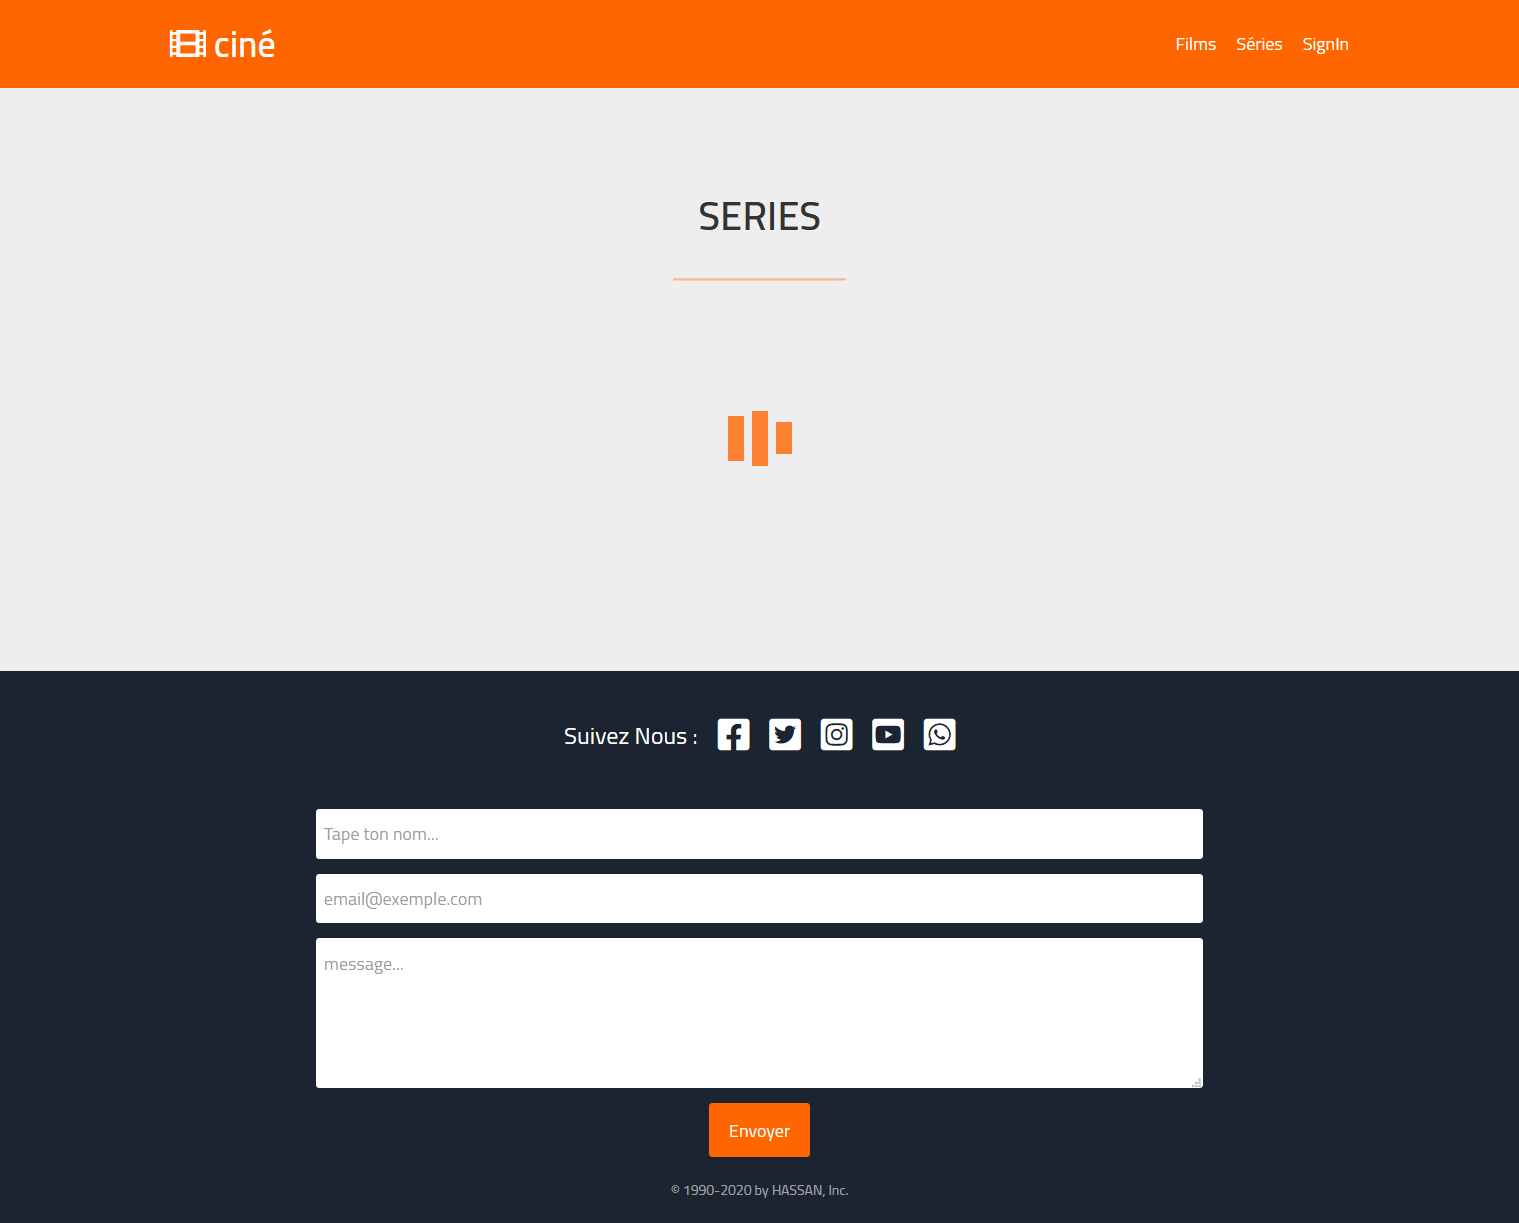 ciné
Films Séries SignIn
SERIES
Suivez Nous :
Tape ton nom...
email@exemple.com
message...
Envoyer
© 1990-2020 by HASSAN, Inc.